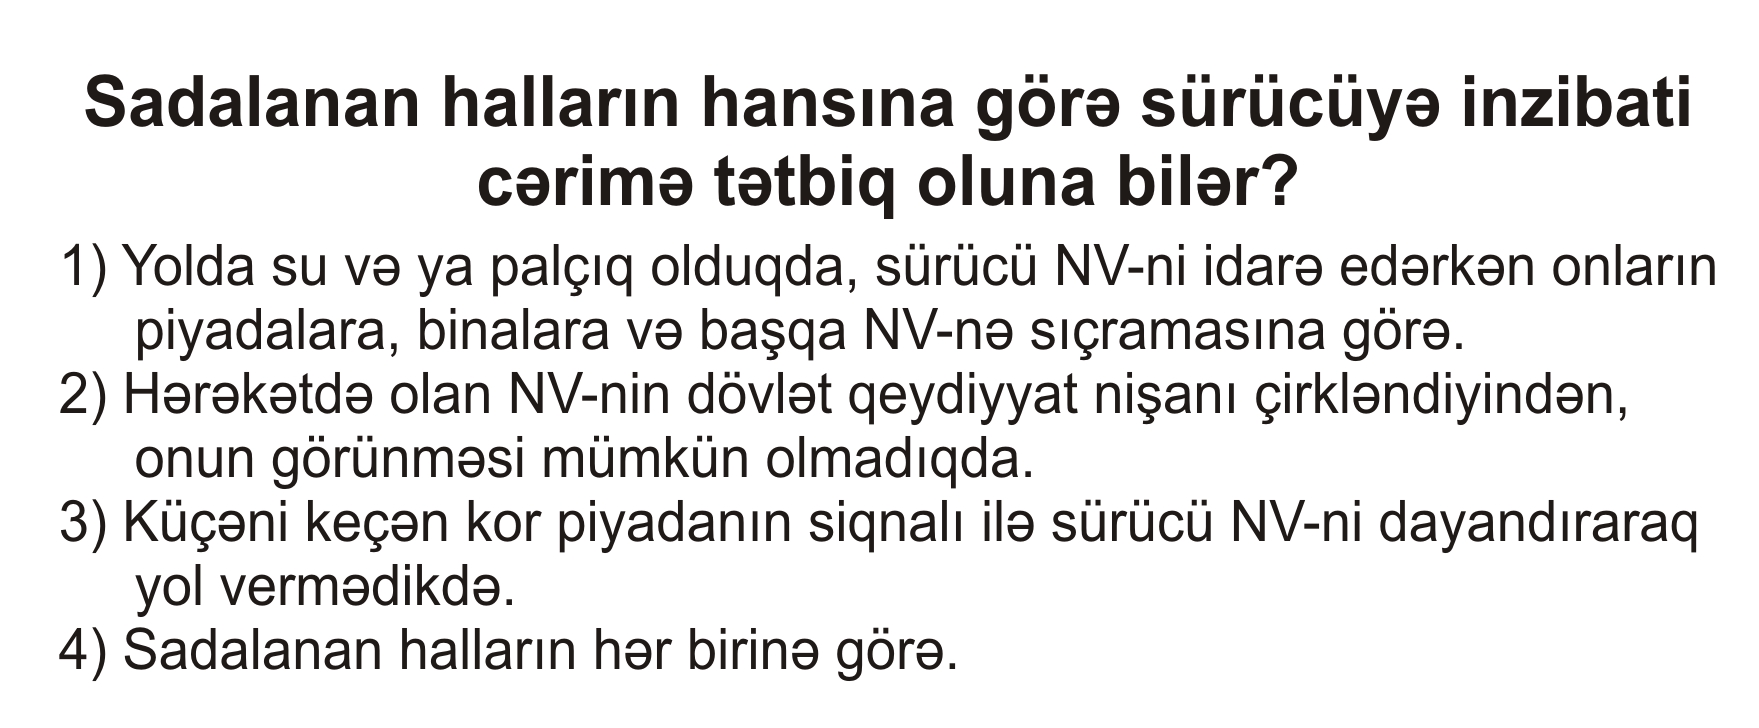 Sadalanan halların hansına görə sürücüyə inzibati
cərimə tətbiq oluna bilər?
1) Yolda su və ya palçıq olduqda, sürücü NV-ni idarə edərkən onların
piyadalara, binalara və başqa NV-nə sıçramasına görə.
2) Hərəkətdə olan NV-nin dövlət qeydiyyat nişanı çirkləndiyindən,
onun görünməsi mümkün olmadıqda.
3) Küçəni keçən kor piyadanın siqnalı ilə sürücü NV-ni dayandıraraq
yol vermədikdə.
4) Sadalanan halların hər birinə görə.